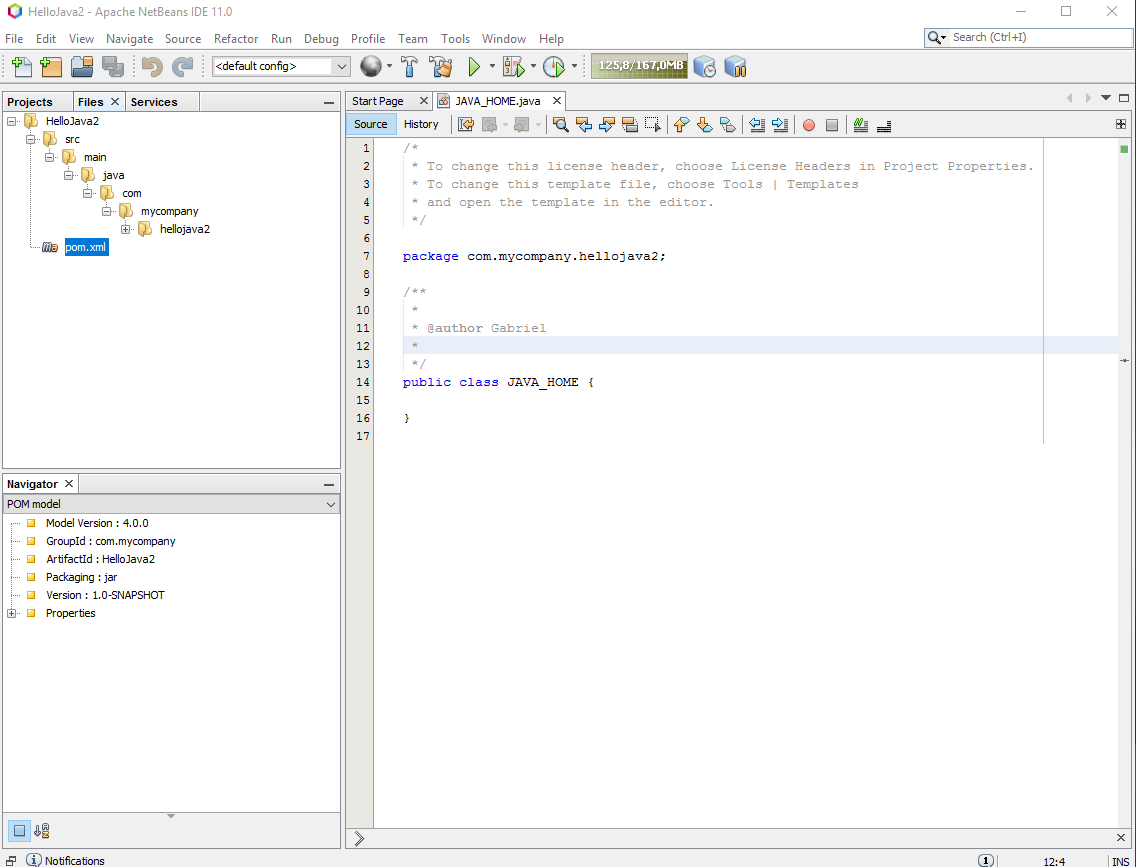 HelloJava2 - Apache NetBeans IDE 11.0
File Edit View Navigate Source Refactor Run Debug Profile Team Tools Window Help
Search (Ctrl+I)
<default config>
125,8/167,0MB
Projects Files Services
HelloJava2
src
main
java
com
mycompany
hellojava2
pom.xml
Navigator
POM model
Model Version : 4.0.0
GroupId : com.mycompany
ArtifactId : HelloJava2
Packaging : jar
Version : 1.0-SNAPSHOT
Properties
Start Page JAVA_HOME.java
Source History
1 /*
2 * To change this license header, choose License Headers in Project Properties.
3 * To change this template file, choose Tools | Templates
4 * and open the template in the editor.
5 */
6
7 package com.mycompany.hellojava2;
8
9 /**
10 *
11 * @author Gabriel
12 *
13 */
14 public class JAVA_HOME {
15
16 }
17
Notifications
1 12:4 INS